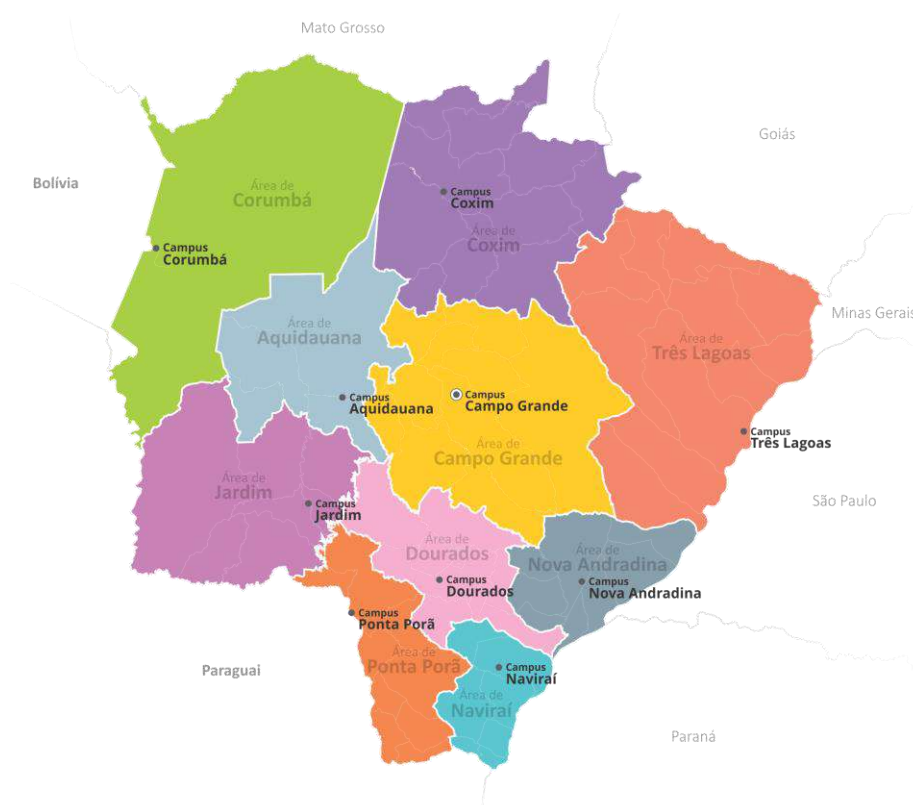 Mato Grosso
Goiás
Bolívia
Área de
Corumbá
Campus
Corumbá
Campus
Coxim
Área de
Coxim
Minas Gerais
Área de
Aquidauana
Área de
Três Lagoas
Campus
Aquidauana
Campus
Campo Grande
Campus
Três Lagoas
Área de
Campo Grande
Área de
Jardim
Campus
Jardim
São Paulo
Área de
Dourados
Área de
Nova Andradina
Campus
Dourados
Campus
Nova Andradina
Campus
Ponta Porã
Área de
Ponta Porã
Paraguai
Campus
Naviraí
Área de
Naviraí
Paraná